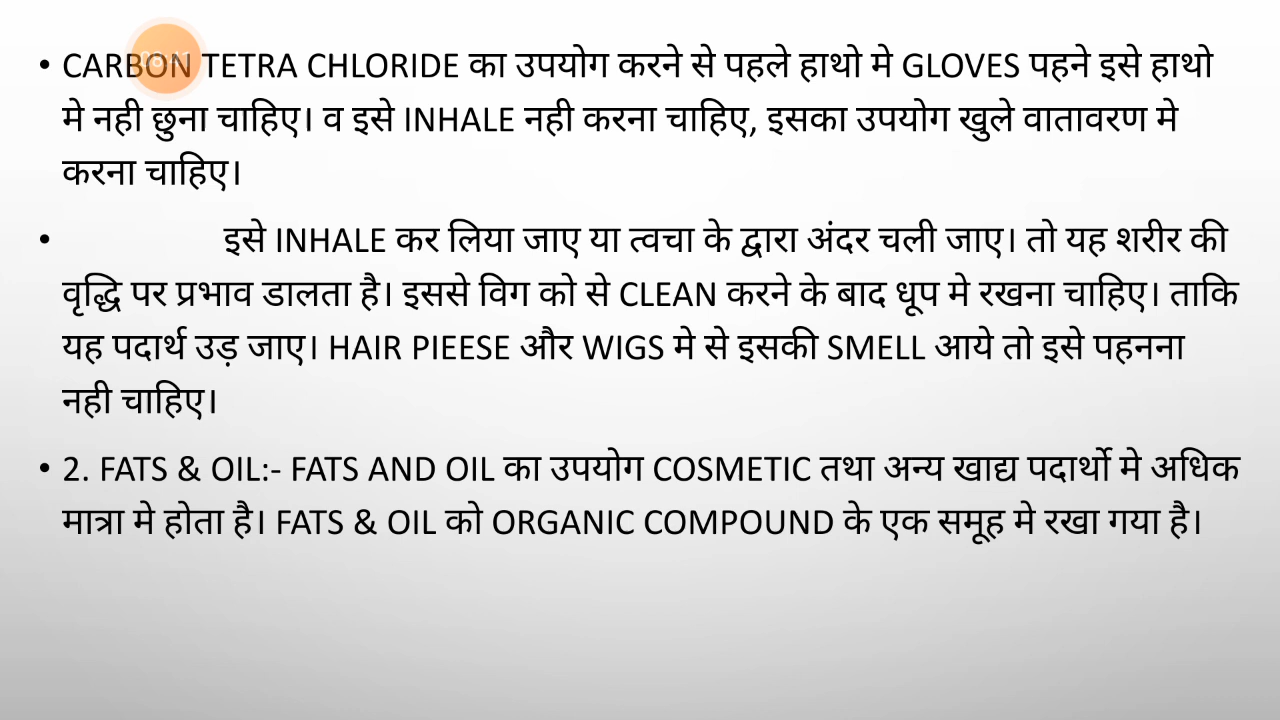 • CARBON TETRA CHLORIDE का उपयोग करने से पहले हाथो मे GLOVES पहने इसे हाथो
मे नही छुना चाहिए। व इसे INHALE नही करना चाहिए, इसका उपयोग खुले वातावरण मे
करना चाहिए।
• इसे INHALE कर लिया जाए या त्वचा के द्वारा अंदर चली जाए। तो यह शरीर की
वृद्धि पर प्रभाव डालता है। इससे विग को से CLEAN करने के बाद धूप मे रखना चाहिए। ताकि
यह पदार्थ उड़ जाए। HAIR PIEESE और WIGS मे से इसकी SMELL आये तो इसे पहनना
नही चाहिए।
• 2. FATS & OIL:- FATS AND OIL का उपयोग COSMETIC तथा अन्य खाद्य पदार्थो मे अधिक
मात्रा मे होता है। FATS & OIL को ORGANIC COMPOUND के एक समूह मे रखा गया है।